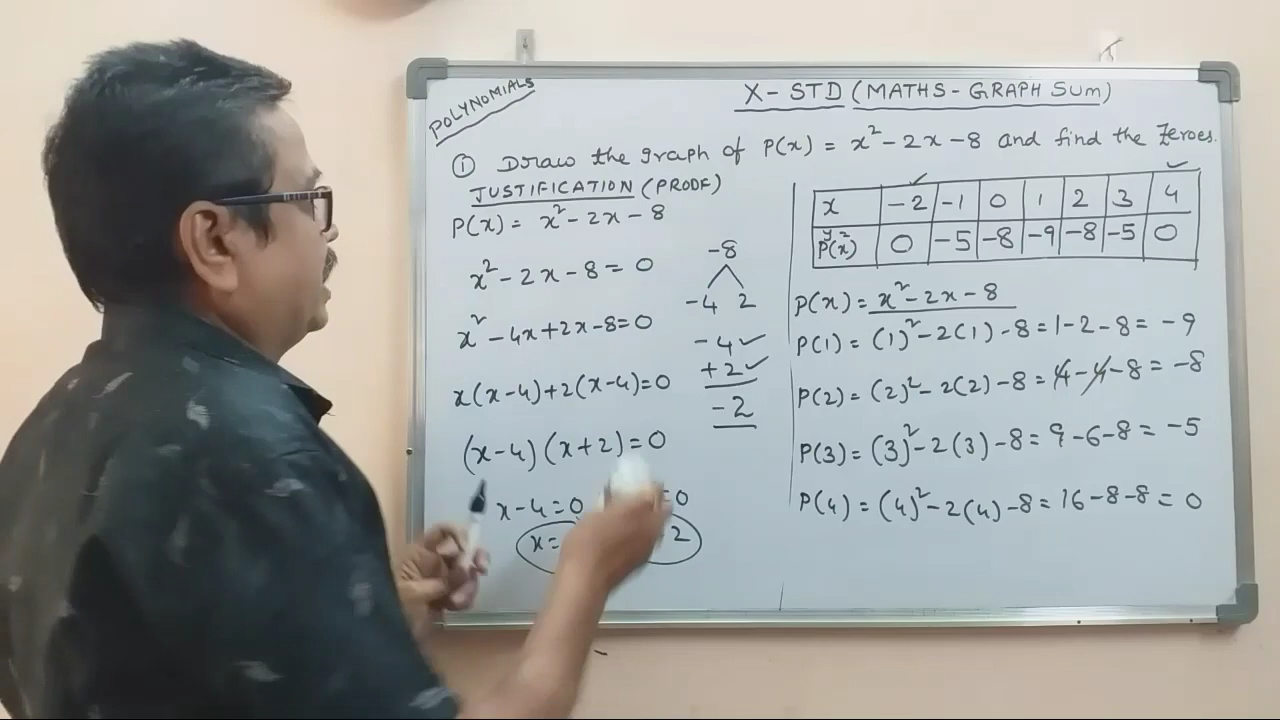 POLYNOMIALS
X - STD (MATHS - GRAPH SUM)
① Draw the graph of P(x) = x² - 2x - 8 and find the Zeroes.
JUSTIFICATION (PROOF)
P(x) = x² - 2x - 8
x² - 2x - 8 = 0
x² - 4x + 2x - 8 = 0
x(x-4) + 2(x-4) = 0
(x-4) (x+2) = 0
x - 4 = 0 = 0
x = 2
-8
-4 2
-4 ✓
+2 ✓
-2
x -2 -1 0 1 2 3 4
P(x) 0 -5 -8 -9 -8 -5 0
P(x) = x² - 2x - 8
P(1) = (1)² - 2(1) - 8 = 1 - 2 - 8 = -9
P(2) = (2)² - 2(2) - 8 = 4 - 4 - 8 = -8
P(3) = (3)² - 2(3) - 8 = 9 - 6 - 8 = -5
P(4) = (4)² - 2(4) - 8 = 16 - 8 - 8 = 0